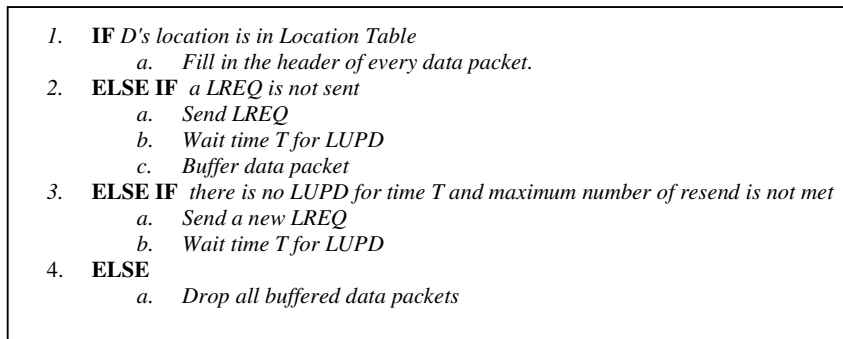 1. IF D's location is in Location Table
a. Fill in the header of every data packet.
2. ELSE IF a LREQ is not sent
a. Send LREQ
b. Wait time T for LUPD
c. Buffer data packet
3. ELSE IF there is no LUPD for time T and maximum number of resend is not met
a. Send a new LREQ
b. Wait time T for LUPD
4. ELSE
a. Drop all buffered data packets